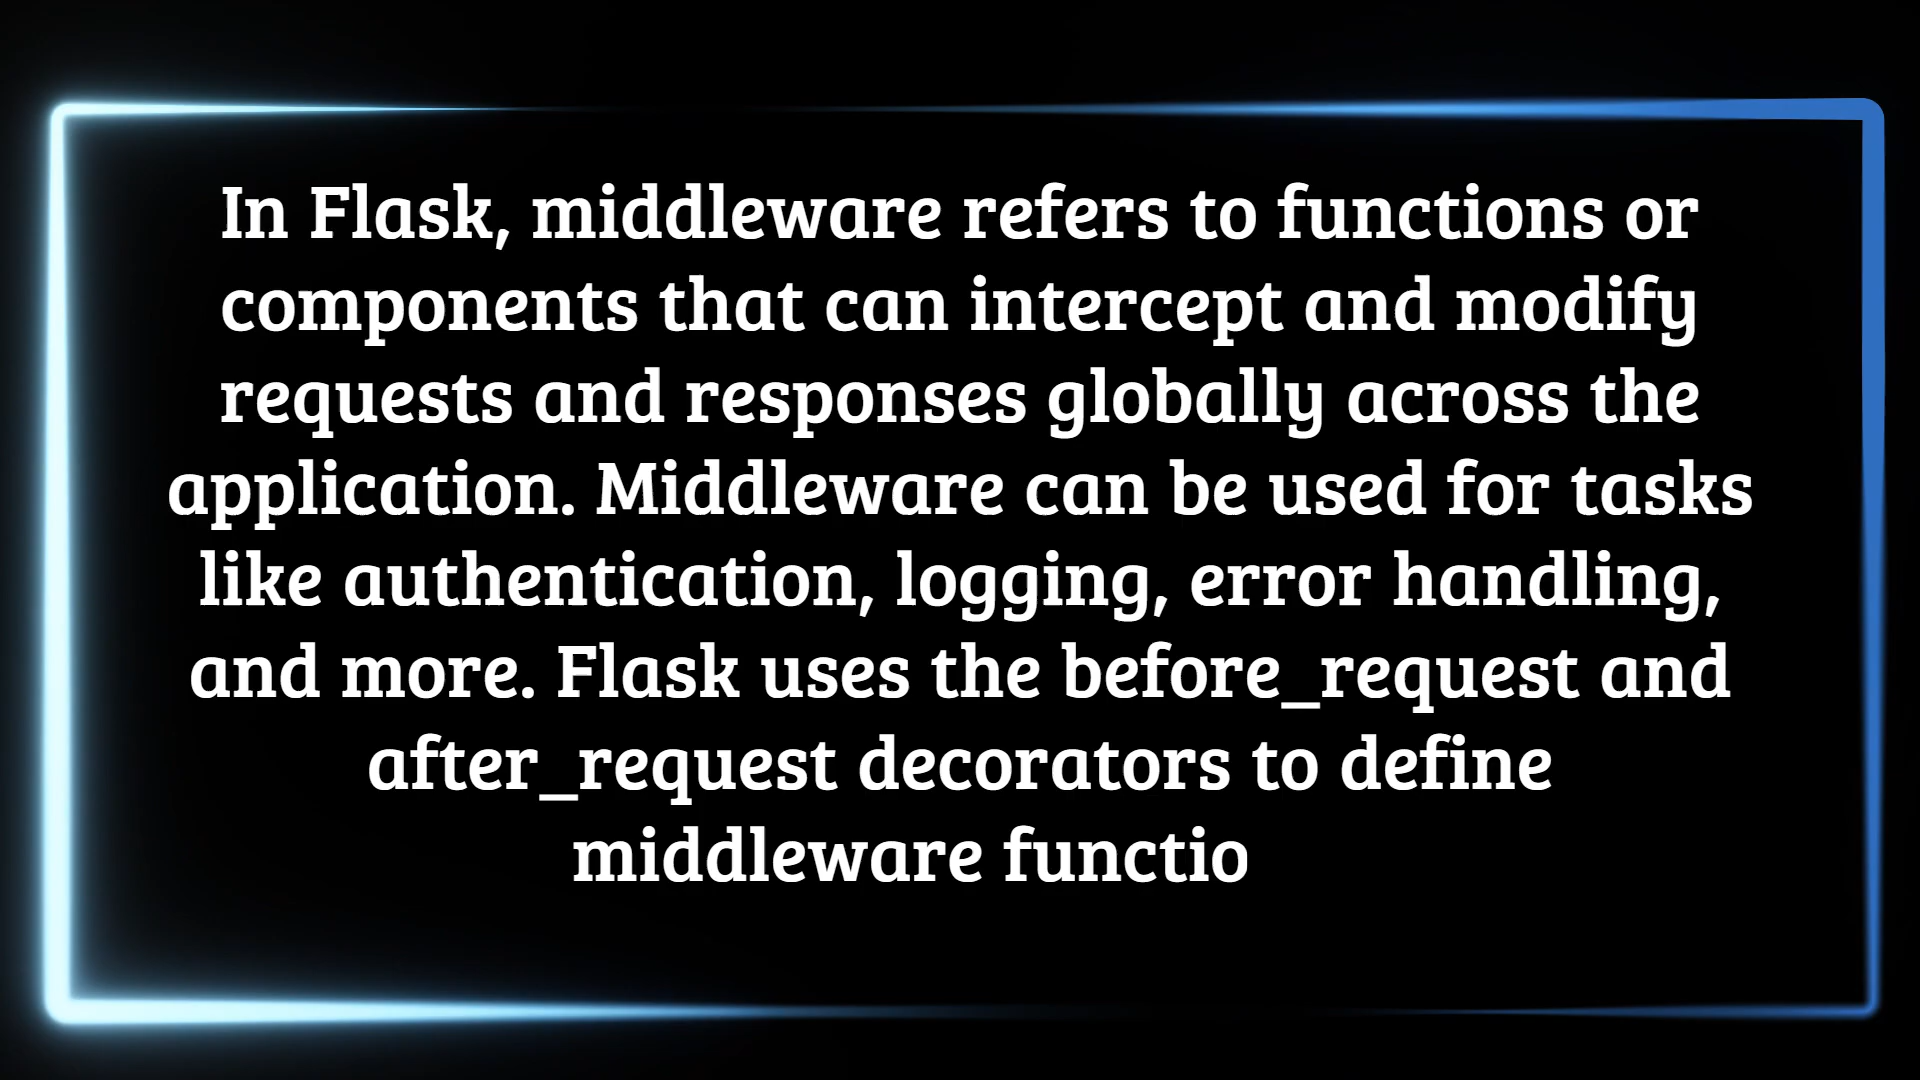 In Flask, middleware refers to functions or
components that can intercept and modify
requests and responses globally across the
application. Middleware can be used for tasks
like authentication, logging, error handling,
and more. Flask uses the before_request and
after_request decorators to define
middleware functio